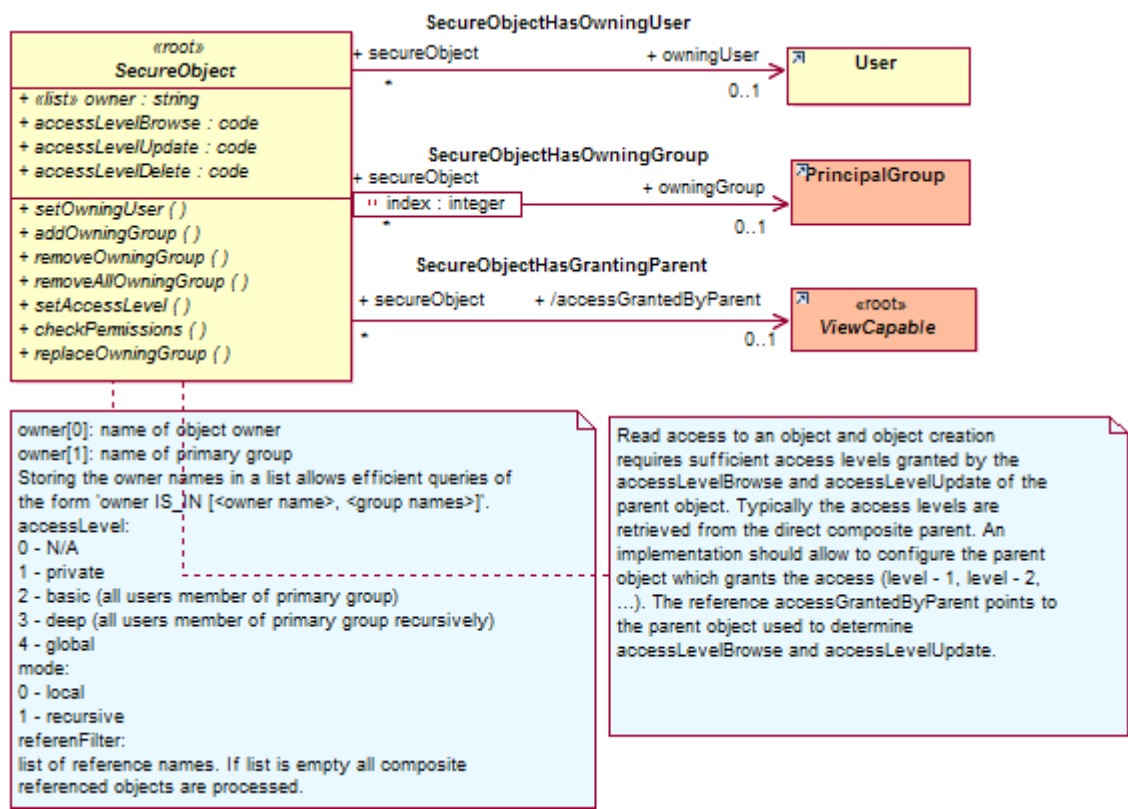 SecureObjectHasOwningUser
«root»
SecureObject
+ «list» owner : string
+ accessLevelBrowse : code
+ accessLevelUpdate : code
+ accessLevelDelete : code
+ setOwningUser ( )
+ addOwningGroup ( )
+ removeOwningGroup ( )
+ removeAllOwningGroup ( )
+ setAccessLevel ( )
+ checkPermissions ( )
+ replaceOwningGroup ( )
+ secureObject
+ owningUser
*
0..1
User
SecureObjectHasOwningGroup
+ secureObject
+ owningGroup
index : integer
*
0..1
PrincipalGroup
SecureObjectHasGrantingParent
+ secureObject
+ /accessGrantedByParent
*
0..1
«root»
ViewCapable
owner[0]: name of object owner
owner[1]: name of primary group
Storing the owner names in a list allows efficient queries of
the form 'owner IS_IN [<owner name>, <group names>]'.
accessLevel:
0 - N/A
1 - private
2 - basic (all users member of primary group)
3 - deep (all users member of primary group recursively)
4 - global
mode:
0 - local
1 - recursive
referenFilter:
list of reference names. If list is empty all composite
referenced objects are processed.
Read access to an object and object creation
requires sufficient access levels granted by the
accessLevelBrowse and accessLevelUpdate of the
parent object. Typically the access levels are
retrieved from the direct composite parent. An
implementation should allow to configure the parent
object which grants the access (level - 1, level - 2,
...). The reference accessGrantedByParent points to
the parent object used to determine
accessLevelBrowse and accessLevelUpdate.